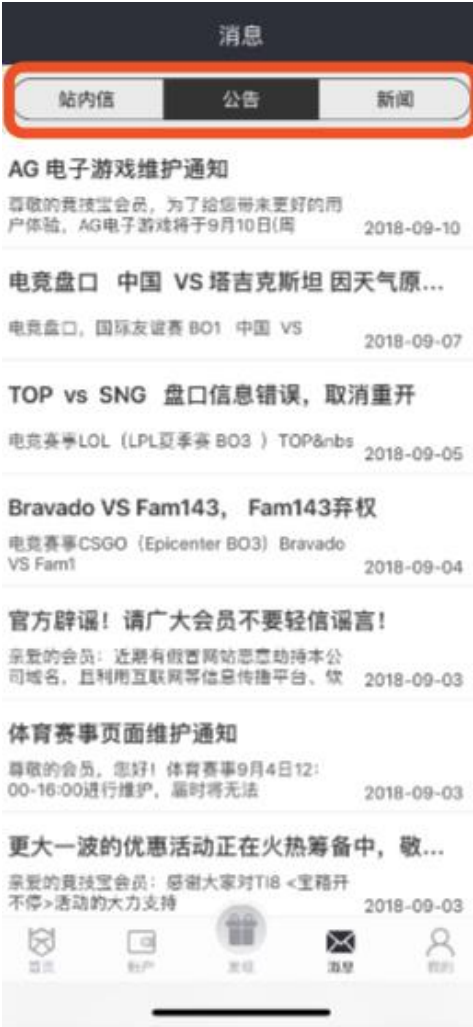 消息
站内信 公告 新闻
AG 电子游戏维护通知
尊敬的竞技宝会员，为了给您带来更好的用
户体验，AG电子游戏将于9月10日(周 2018-09-10
电竞盘口 中国 VS 塔吉克斯坦 因天气原...
电竞盘口，国际友谊赛 BO1 中国 VS
2018-09-07
TOP vs SNG 盘口信息错误，取消重开
电竞赛事LOL（LPL夏季赛 BO3 ）TOP&nbs
2018-09-05
Bravado VS Fam143， Fam143弃权
电竞赛事CSGO（Epicenter BO3）Bravado
VS Fam1 2018-09-04
官方辟谣！请广大会员不要轻信谣言！
亲爱的会员：近期有假冒网站恶意劫持本公
司域名，且利用互联网等信息传播平台、软 2018-09-03
体育赛事页面维护通知
尊敬的会员，您好！体育赛事9月4日12:
00-16:00进行维护，届时将无法 2018-09-03
更大一波的优惠活动正在火热筹备中，敬...
亲爱的竞技宝会员：感谢大家对TI8 <宝箱开
不停>活动的大力支持 2018-09-03
首页 账户 发现 消息 我的